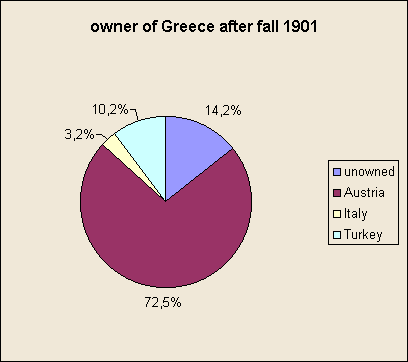 owner of Greece after fall 1901
10,2%
14,2%
3,2%
72,5%
unowned
Austria
Italy
Turkey